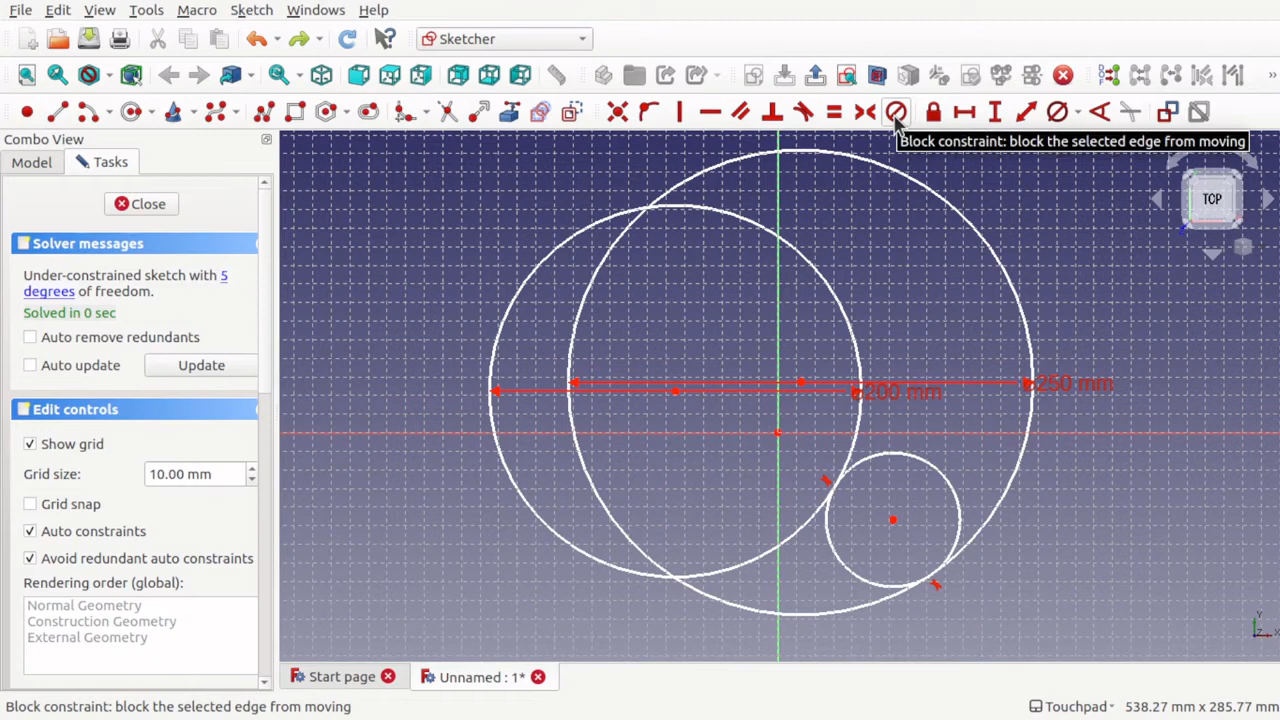 File Edit View Tools Macro Sketch Windows Help
Sketcher
Block constraint: block the selected edge from moving
Combo View
Model Tasks
TOP
Close
Solver messages
Under-constrained sketch with 5
degrees of freedom.
Solved in 0 sec
Auto remove redundants
Auto update Update
250 mm
200 mm
Edit controls
Show grid
Grid size: 10.00 mm
Grid snap
Auto constraints
Avoid redundant auto constraints
Rendering order (global):
Normal Geometry
Construction Geometry
External Geometry
Y
Z X
Start page Unnamed : 1*
Block constraint: block the selected edge from moving Touchpad 538.27 mm x 285.77 mm